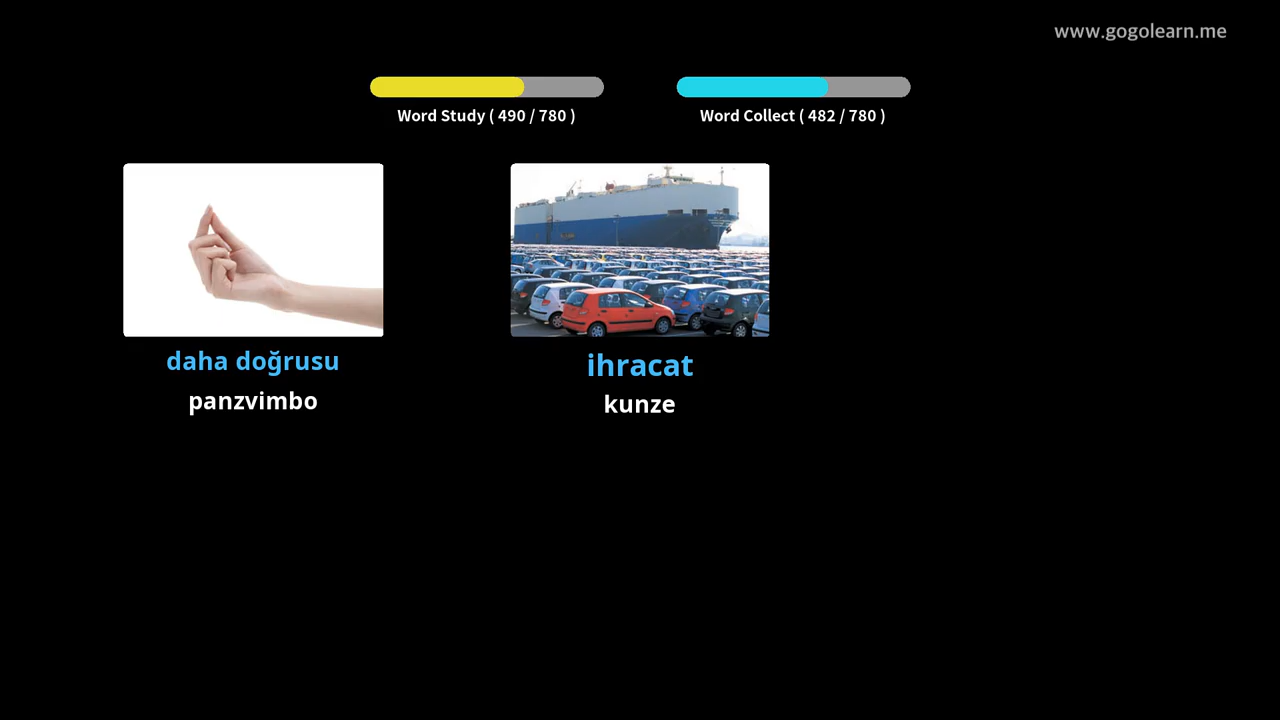 www.gogolearn.me
Word Study ( 490 / 780 )
Word Collect ( 482 / 780 )
daha doğrusu
panzvimbo
ihracat
kunze